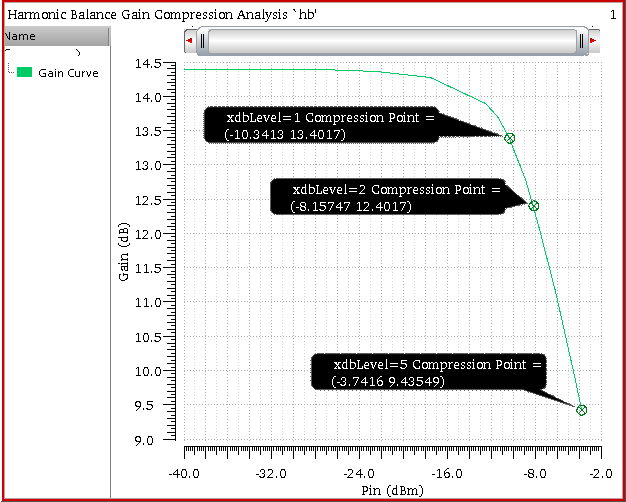 Harmonic Balance Gain Compression Analysis `hb' 1
Name
Gain Curve
14.5
14.0
13.5
13.0
12.5
12.0
11.5
11.0
10.5
10.0
9.5
9.0
Gain (dB)
xdbLevel=1 Compression Point =
(-10.3413 13.4017)
xdbLevel=2 Compression Point =
(-8.15747 12.4017)
xdbLevel=5 Compression Point =
(-3.7416 9.43549)
-40.0 -32.0 -24.0 -16.0 -8.0 -2.0
Pin (dBm)